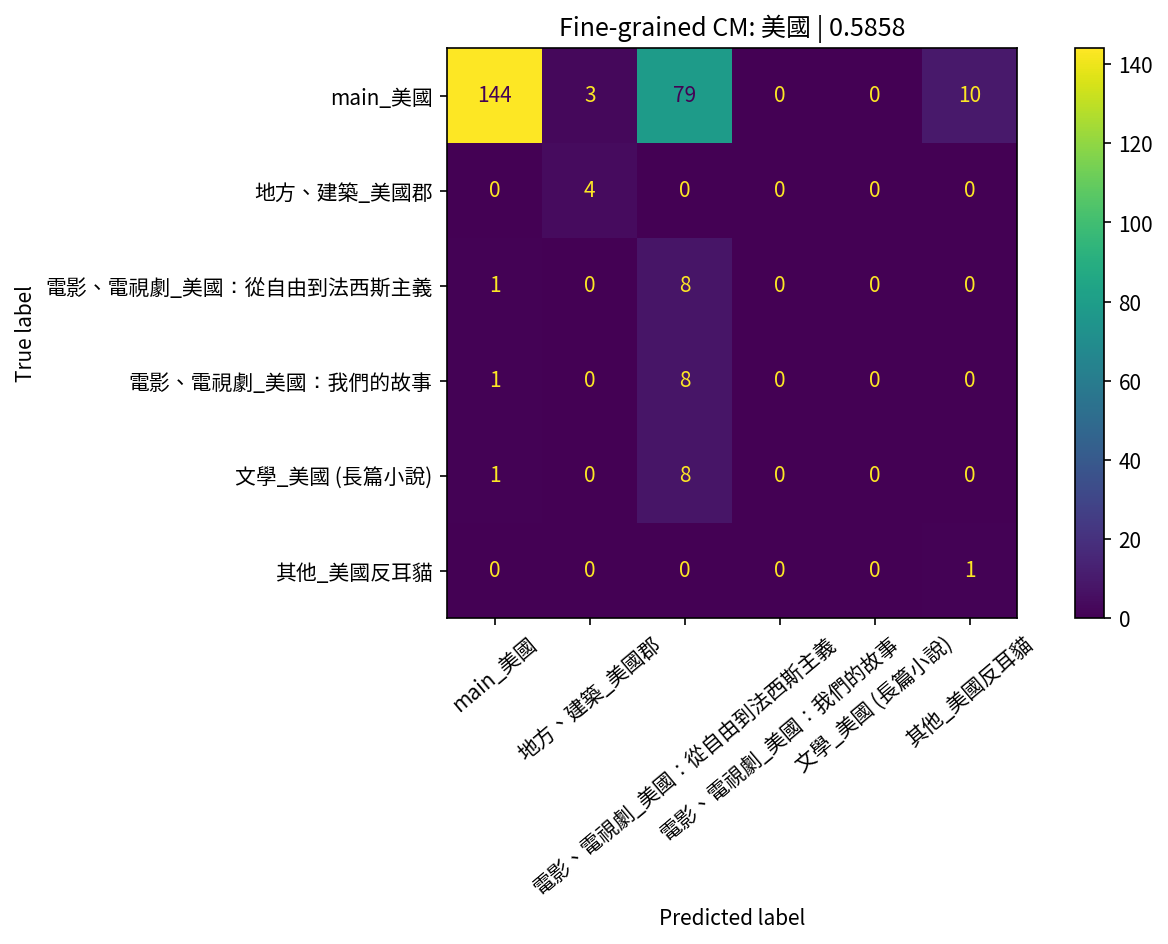 Fine-grained CM: 美國 | 0.5858
True label
main_美國 144 3 79 0 0 10
地方、建築_美國郡 0 4 0 0 0 0
電影、電視劇_美國：從自由到法西斯主義 1 0 8 0 0 0
電影、電視劇_美國：我們的故事 1 0 8 0 0 0
文學_美國 (長篇小說) 1 0 8 0 0 0
其他_美國反耳貓 0 0 0 0 0 1
main_美國
地方、建築_美國郡
電影、電視劇_美國：從自由到法西斯主義
電影、電視劇_美國：我們的故事
文學_美國 (長篇小說)
其他_美國反耳貓
Predicted label
140
120
100
80
60
40
20
0